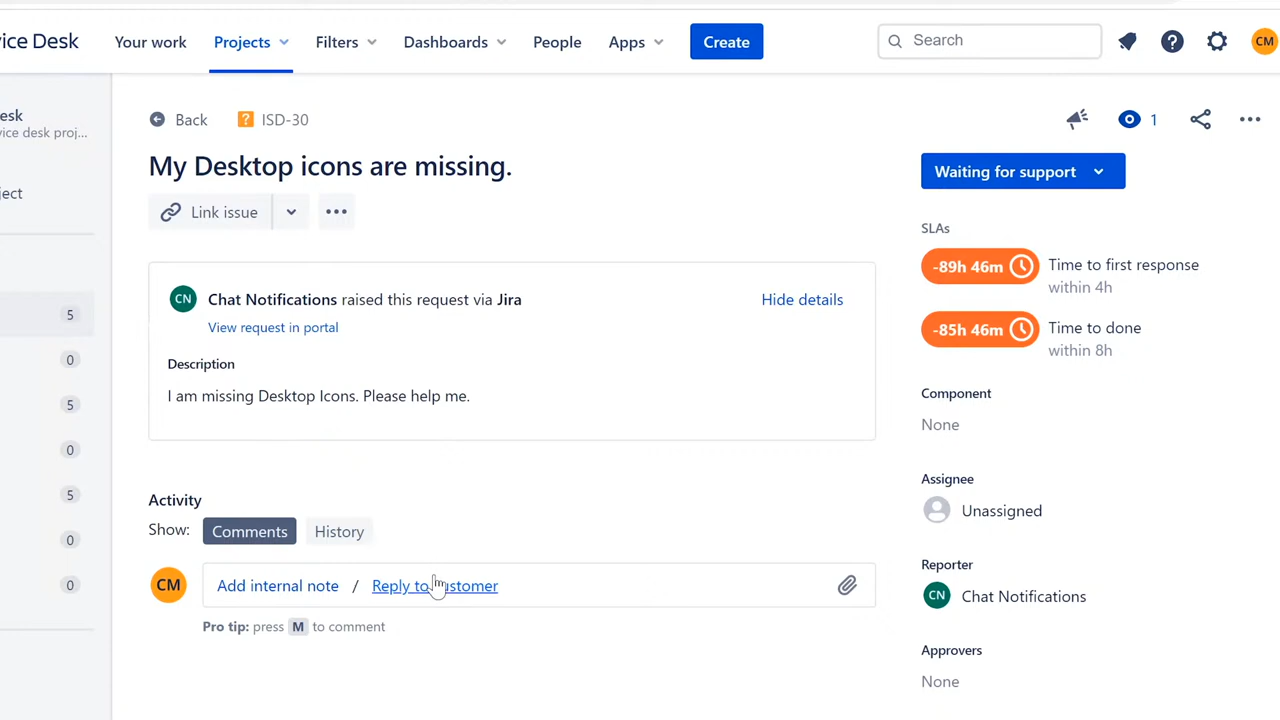 vice Desk
Your work
Projects
Filters
Dashboards
People
Apps
Create
Search
CM
esk
vice desk proj...
ject
5
0
5
0
5
0
0
Back
ISD-30
1
My Desktop icons are missing.
Link issue
CN
Chat Notifications raised this request via Jira
Hide details
View request in portal
Description
I am missing Desktop Icons. Please help me.
Activity
Show:
Comments
History
CM
Add internal note / Reply to customer
Pro tip: press M to comment
Waiting for support
SLAs
-89h 46m
Time to first response
within 4h
-85h 46m
Time to done
within 8h
Component
None
Assignee
Unassigned
Reporter
CN
Chat Notifications
Approvers
None